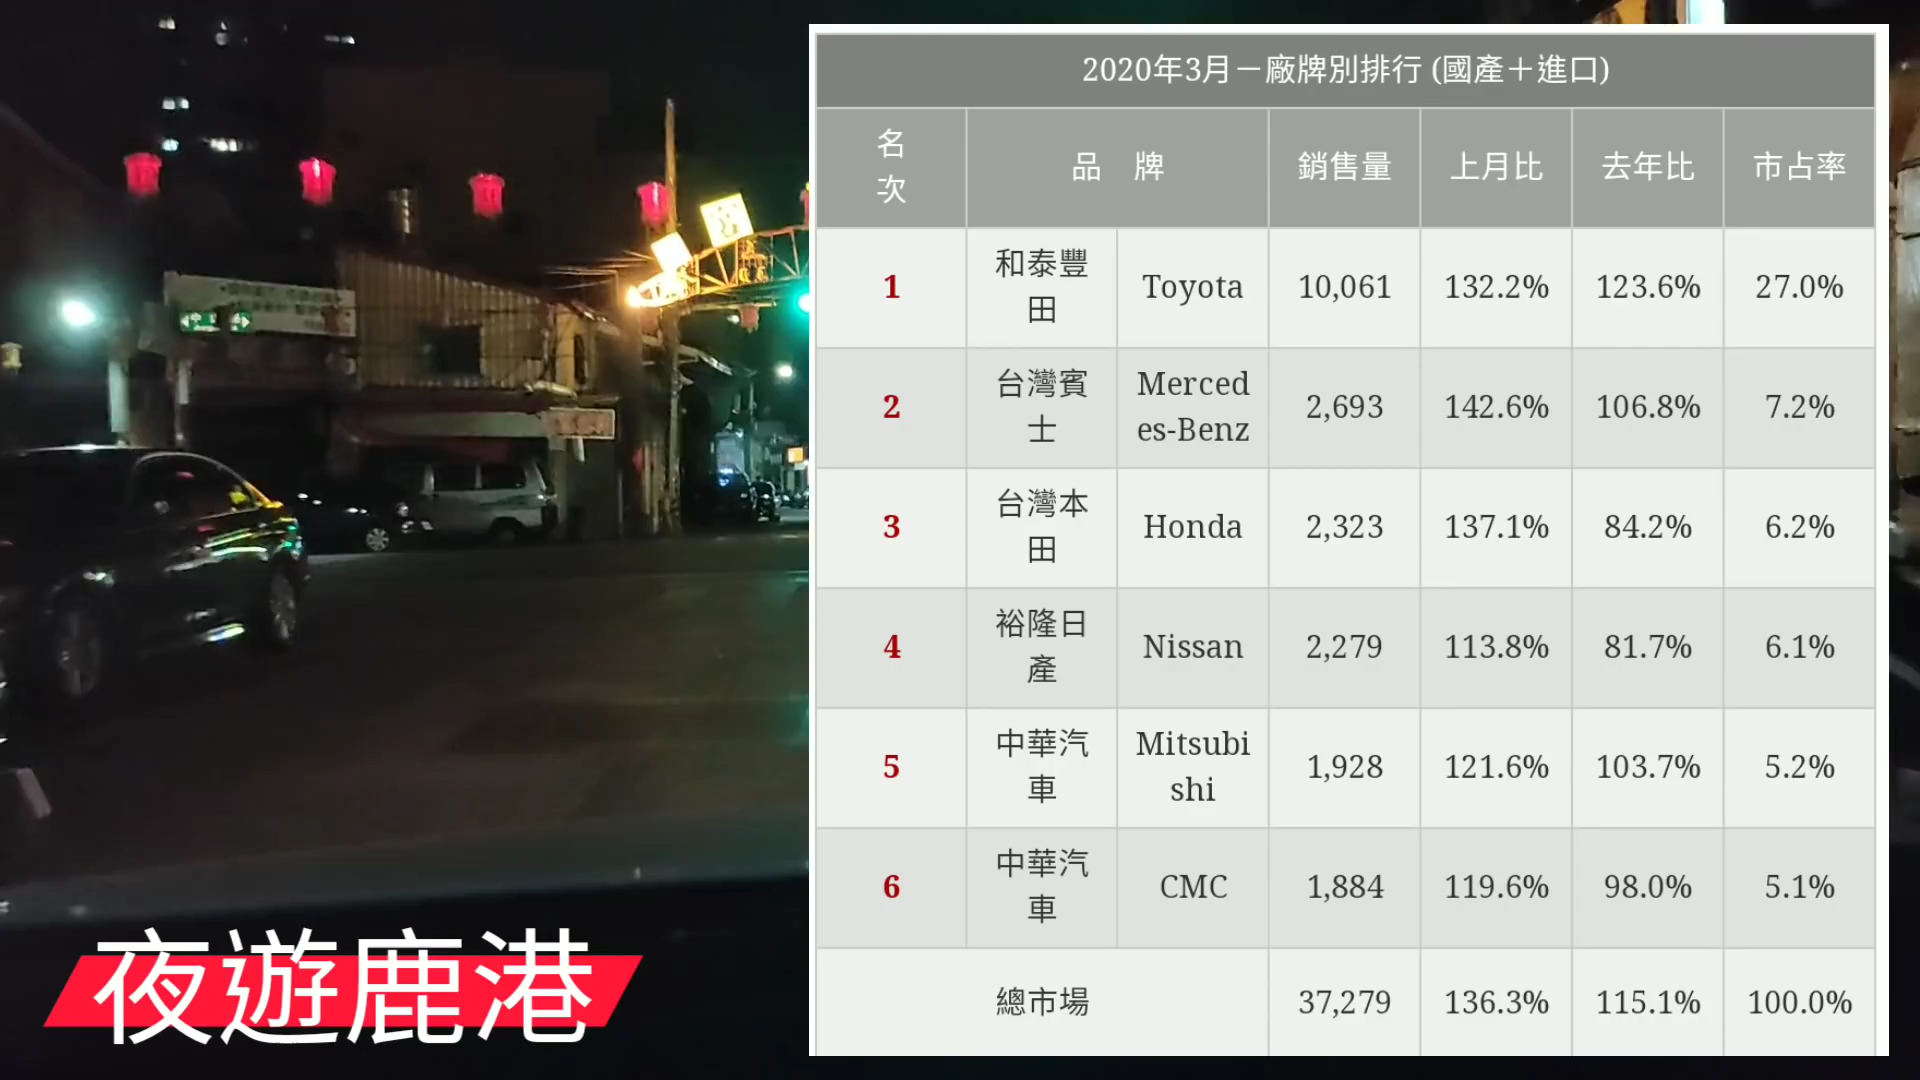 2020年3月－廠牌別排行 (國產＋進口)
名
次
品　牌
銷售量
上月比
去年比
市占率
1
和泰豐
田
Toyota
10,061
132.2%
123.6%
27.0%
2
台灣賓
士
Merced
es-Benz
2,693
142.6%
106.8%
7.2%
3
台灣本
田
Honda
2,323
137.1%
84.2%
6.2%
4
裕隆日
產
Nissan
2,279
113.8%
81.7%
6.1%
5
中華汽
車
Mitsubi
shi
1,928
121.6%
103.7%
5.2%
6
中華汽
車
CMC
1,884
119.6%
98.0%
5.1%
總市場
37,279
136.3%
115.1%
100.0%
夜遊鹿港